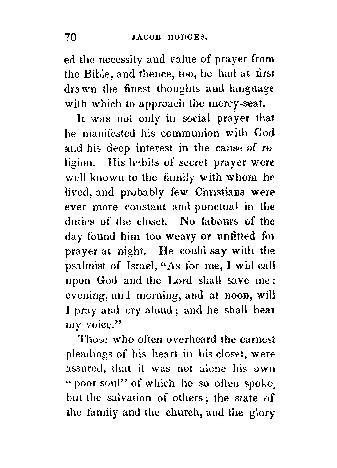 70 JACOB HODGES.
ed the necessity and value of prayer from
the Bible, and thence, too, he had at first
drawn the finest thoughts and language
with which to approach the mercy-seat.
It was not only in social prayer that
he manifested his communion with God
and his deep interest in the cause of re-
ligion. His habits of secret prayer were
well known to the family with whom he
lived, and probably few Christians were
ever more constant and punctual in the
duties of the closet. No labours of the
day found him too weary or unfitted for
prayer at night. He could say with the
psalmist of Israel, “As for me, I will call
upon God and the Lord shall save me:
evening, and morning, and at noon, will
I pray and cry aloud; and he shall hear
my voice.”
Those who often overheard the earnest
pleadings of his heart in his closet, were
assured, that it was not alone his own
“poor soul” of which he so often spoke,
but the salvation of others; the state of
the family and the church, and the glory